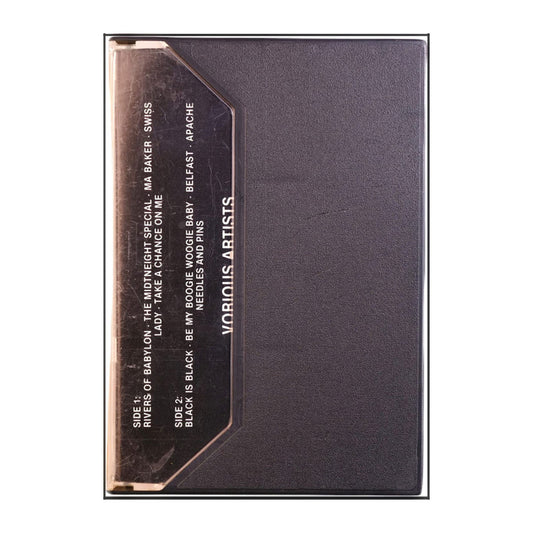 SIDE 1:
RIVERS OF BABYLON · THE MIDTNEIGHT SPECIAL · MA BAKER · SWISS
LADY · TAKE A CHANCE ON ME
SIDE 2:
BLACK IS BLACK · BE MY BOOGIE WOOGIE BABY · BELFAST · APACHE
NEEDLES AND PINS
VORIOUS ARTISTS